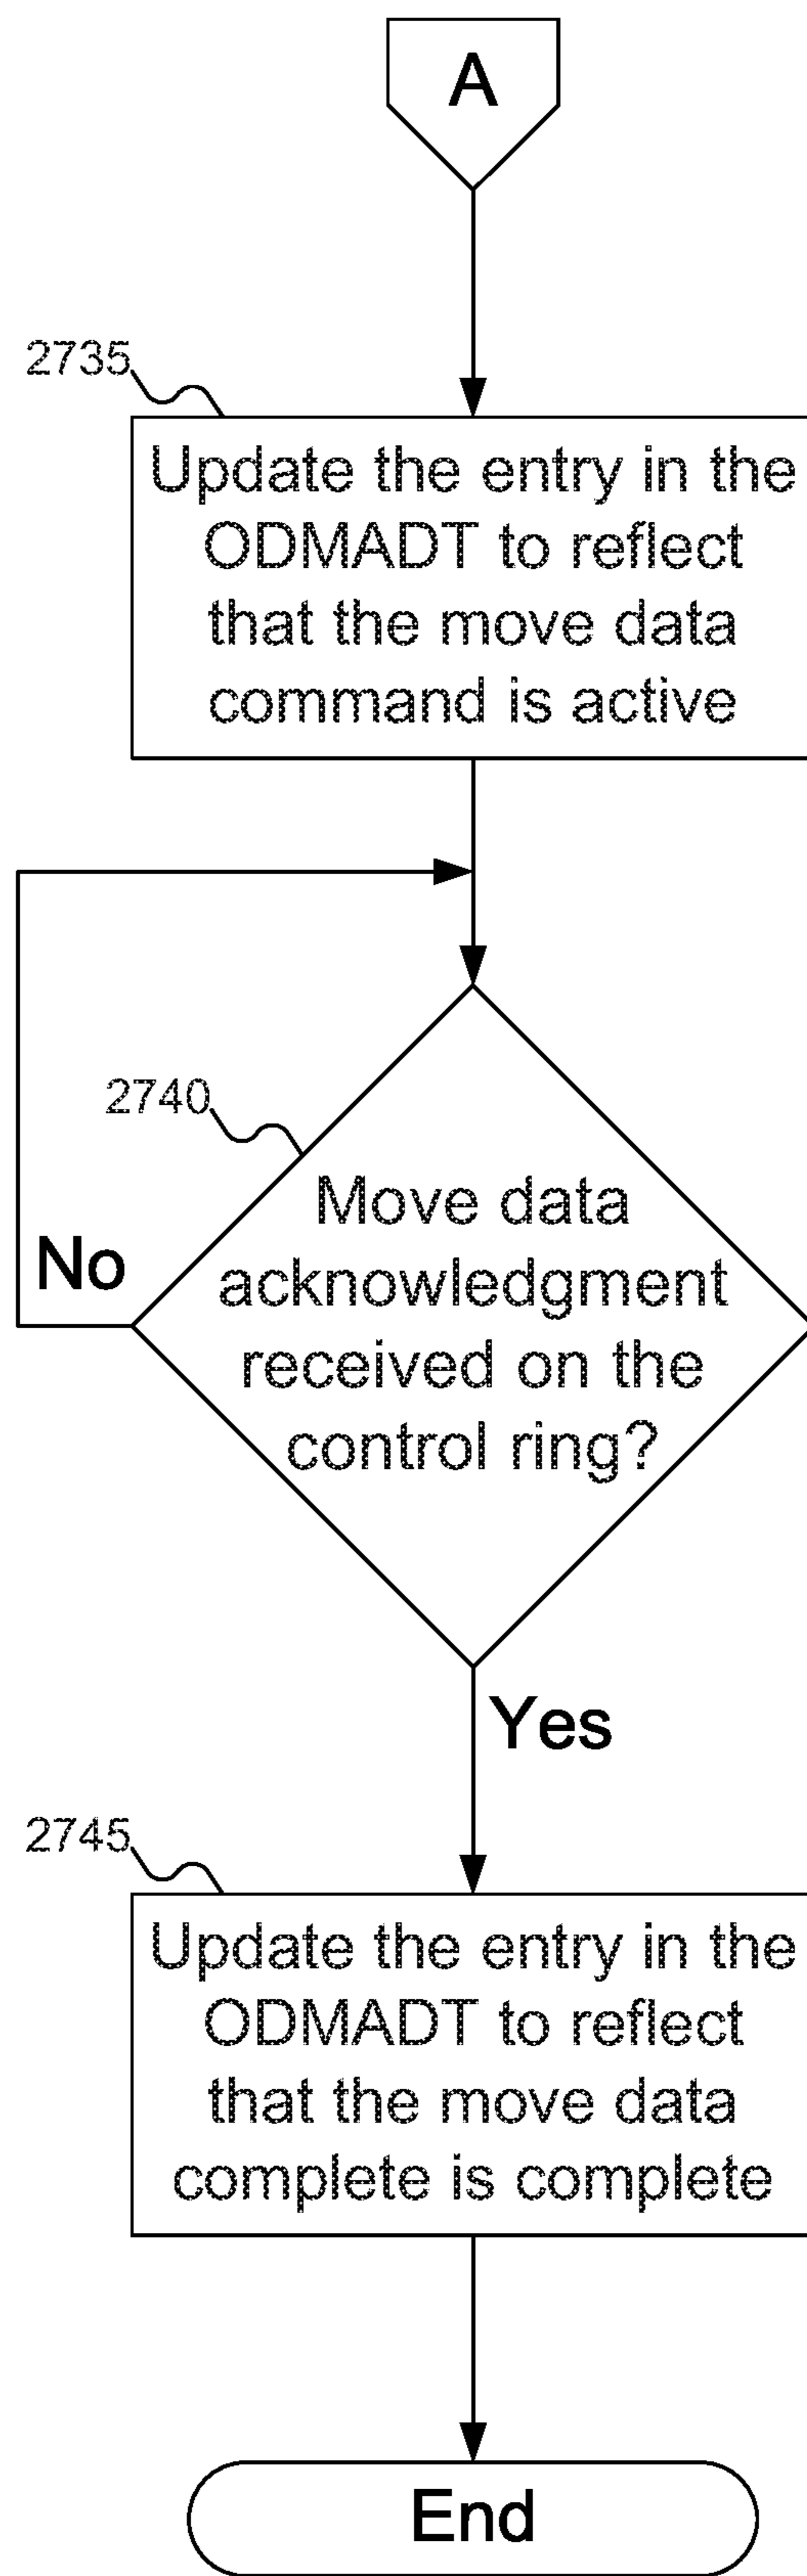 A
2735
Update the entry in the
ODMADT to reflect
that the move data
command is active
2740
Move data
acknowledgment
received on the
control ring?
No
Yes
2745
Update the entry in the
ODMADT to reflect
that the move data
complete is complete
End